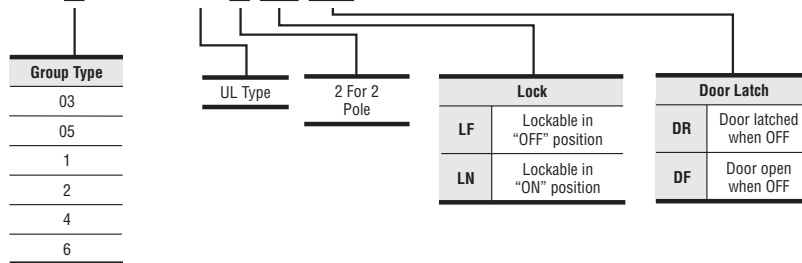 Group Type
03
05
1
2
4
6
UL Type
2 For 2
Pole
Lock
LF
Lockable in
“OFF” position
LN
Lockable in
“ON” position
Door Latch
DR
Door latched
when OFF
DF
Door open
when OFF